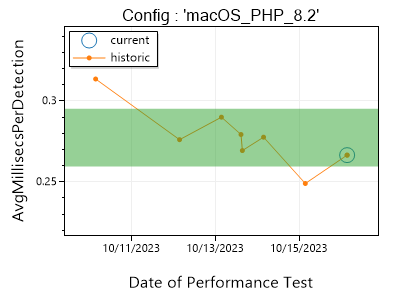 Config : 'macOS_PHP_8.2'
current
historic
AvgMillisecsPerDetection
0.3
0.25
10/11/2023
10/13/2023
10/15/2023
Date of Performance Test